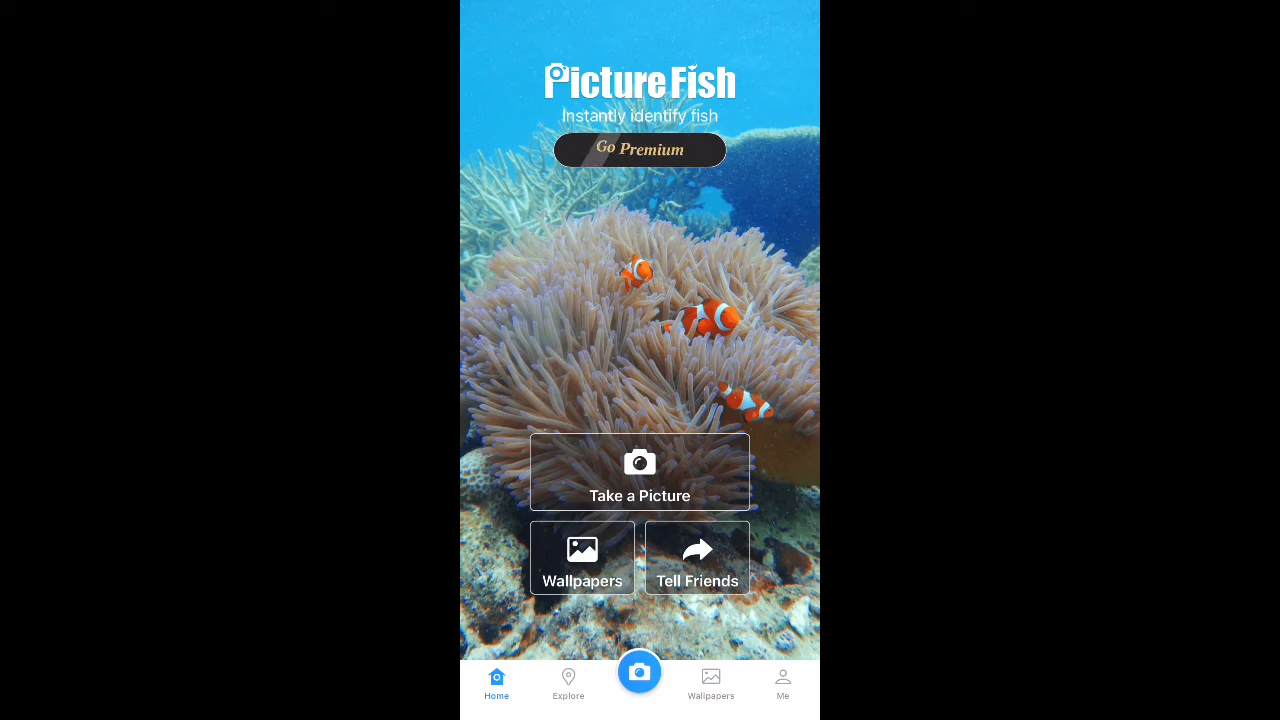 Picture Fish
Instantly identify fish
Go Premium
Take a Picture
Wallpapers
Tell Friends
Home
Explore
Wallpapers
Me